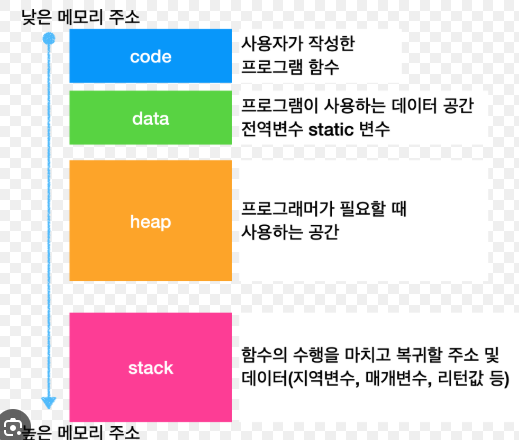 낮은 메모리 주소
code
사용자가 작성한
프로그램 함수
data
프로그램이 사용하는 데이터 공간
전역변수 static 변수
heap
프로그래머가 필요할 때
사용하는 공간
stack
함수의 수행을 마치고 복귀할 주소 및
데이터(지역변수, 매개변수, 리턴값 등)
높은 메모리 주소